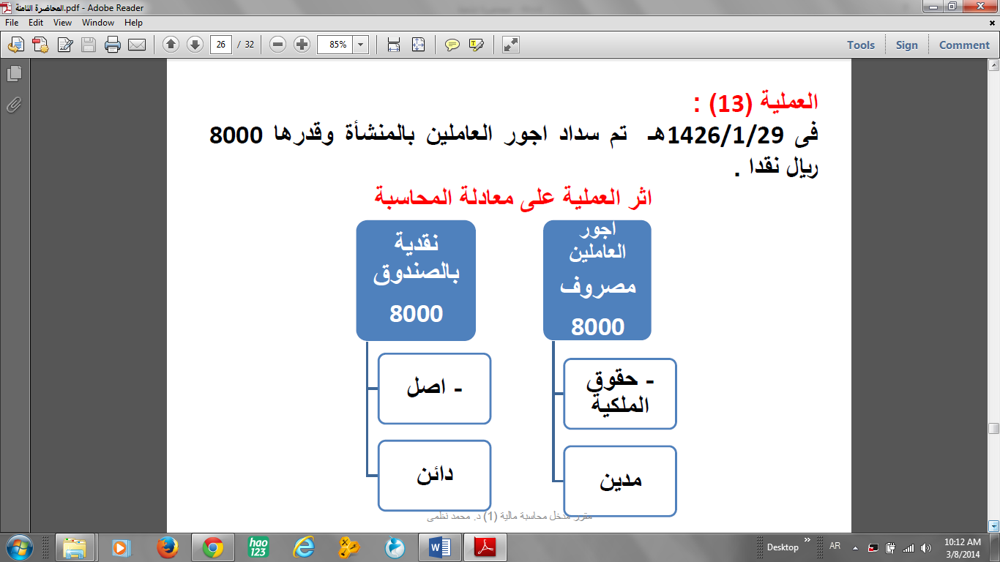 المحاضرة الثامنة.pdf - Adobe Reader
File Edit View Window Help
26 / 32 85% Tools Sign Comment
العملية (13) :
فى 1426/1/29هـ تم سداد اجور العاملين بالمنشأة وقدرها 8000
ريال نقدا .
اثر العملية على معادلة المحاسبة
اجور
العاملين
مصروف
8000
- حقوق
الملكية
مدين
نقدية
بالصندوق
8000
- اصل
دائن
مقرر مدخل محاسبة مالية (1) د. محمد نظمى
hao
123
Desktop
AR
10:12 AM
3/8/2014